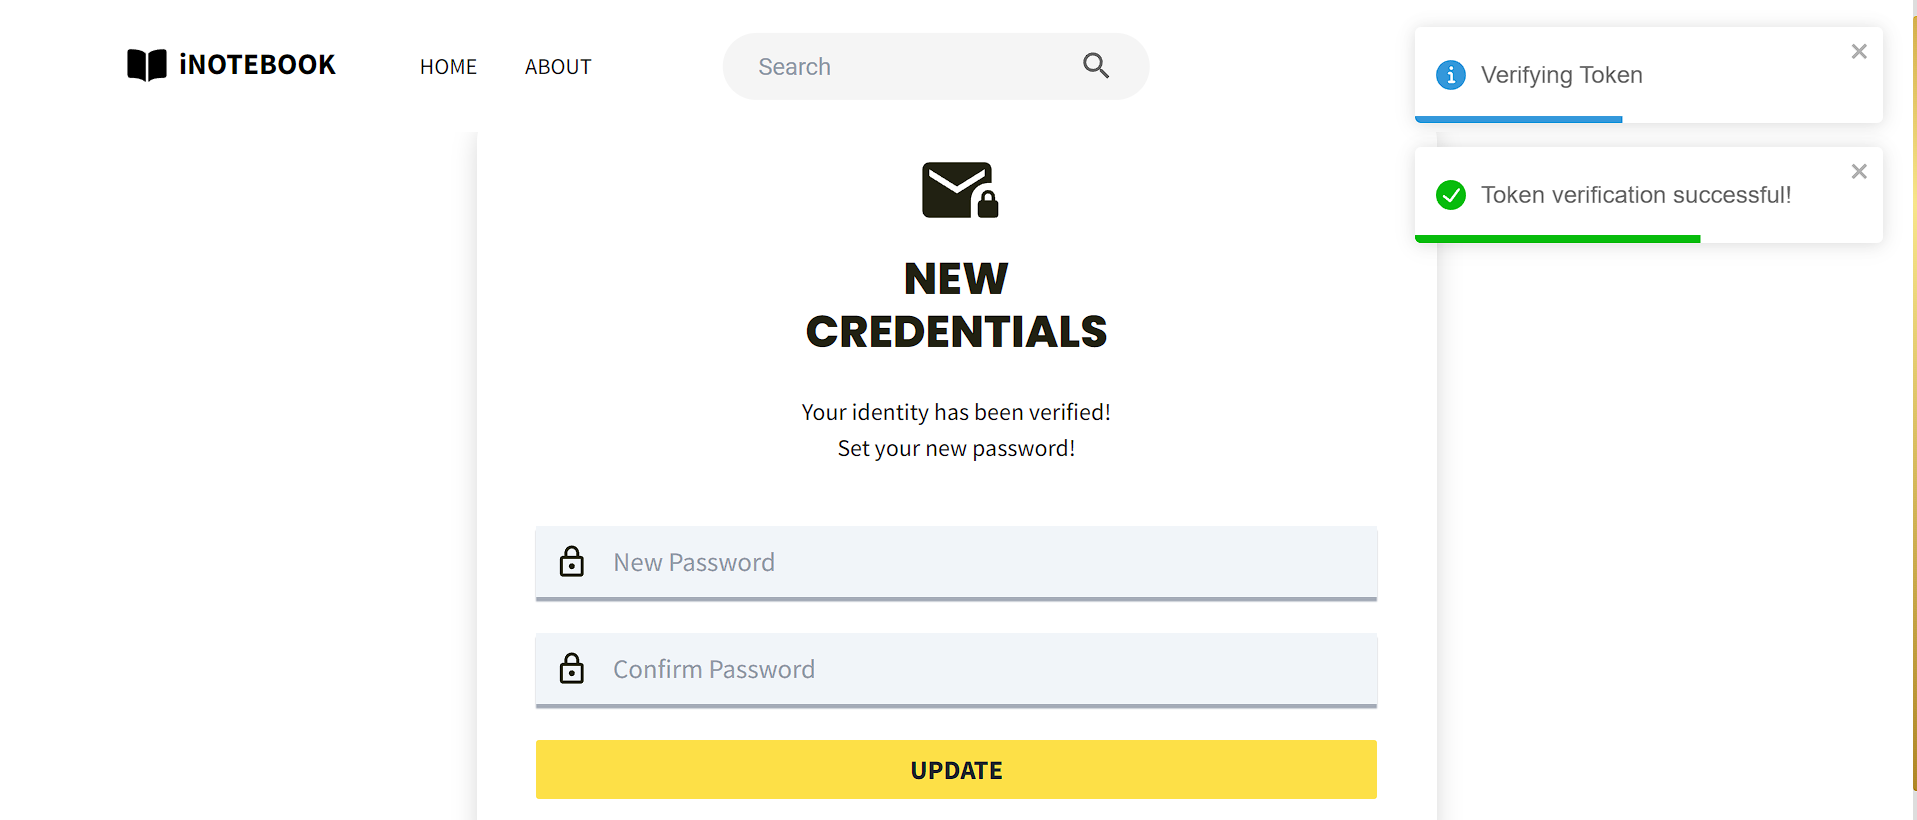 iNOTEBOOK
HOME
ABOUT
Search
Verifying Token
Token verification successful!
NEW
CREDENTIALS
Your identity has been verified!
Set your new password!
New Password
Confirm Password
UPDATE